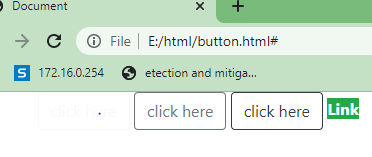 Document
File | E:/html/button.html#
172.16.0.254 etection and mitiga...
click here click here click here Link